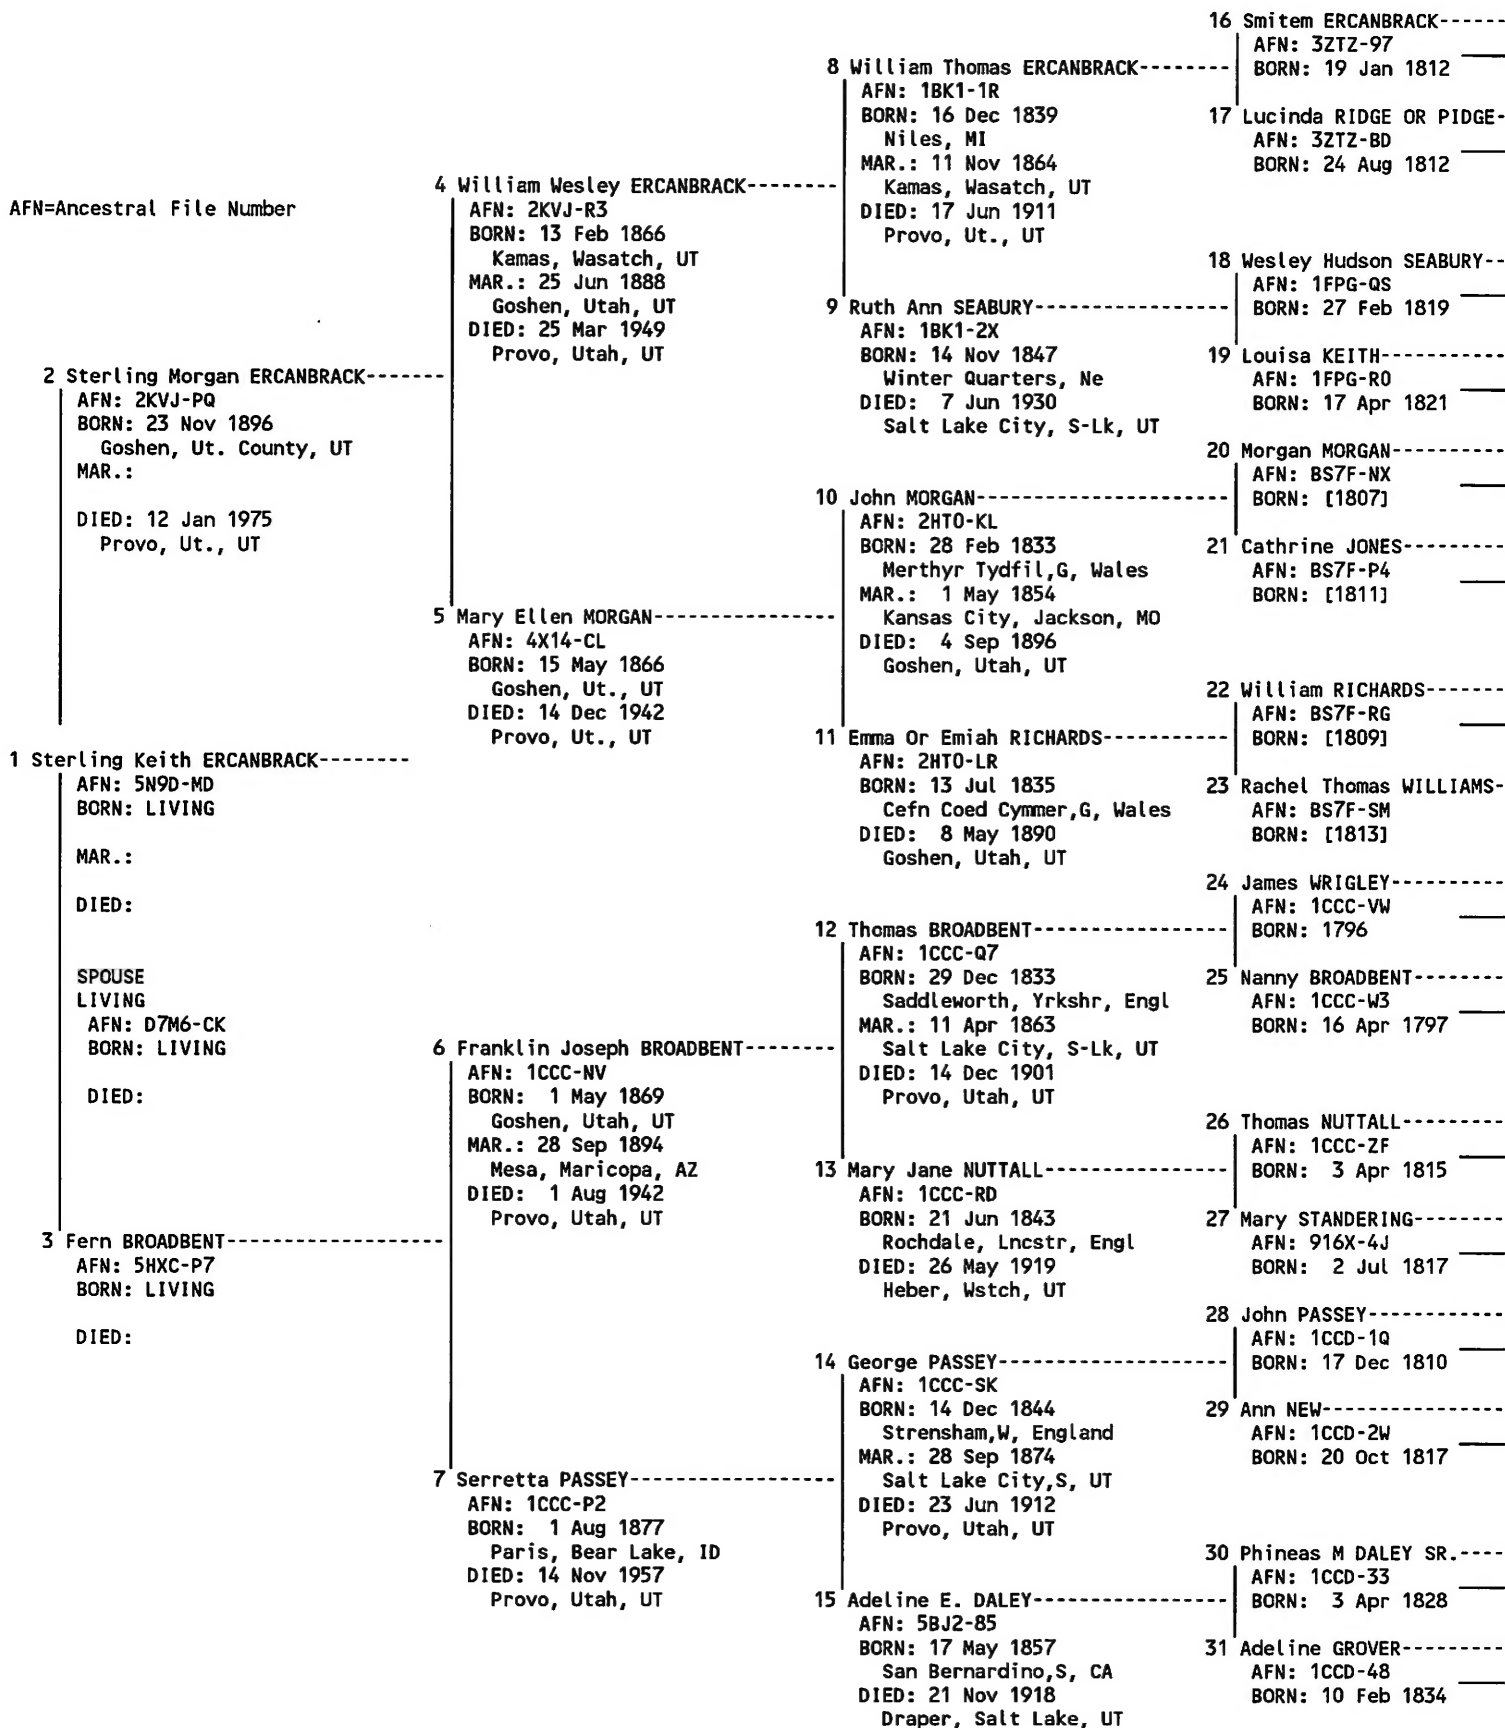 AFN=Ancestral File Number
1 Sterling Keith ERCANBRACK--------
AFN: 5N9D-MD
BORN: LIVING
MAR.:
DIED:
SPOUSE
LIVING
AFN: D7M6-CK
BORN: LIVING
DIED:
2 Sterling Morgan ERCANBRACK-------
AFN: 2KVJ-PQ
BORN: 23 Nov 1896
Goshen, Ut. County, UT
MAR.:
DIED: 12 Jan 1975
Provo, Ut., UT
3 Fern BROADBENT-------------------
AFN: 5HXC-P7
BORN: LIVING
DIED:
4 William Wesley ERCANBRACK--------
AFN: 2KVJ-R3
BORN: 13 Feb 1866
Kamas, Wasatch, UT
MAR.: 25 Jun 1888
Goshen, Utah, UT
DIED: 25 Mar 1949
Provo, Utah, UT
5 Mary Ellen MORGAN----------------
AFN: 4X14-CL
BORN: 15 May 1866
Goshen, Ut., UT
DIED: 14 Dec 1942
Provo, Ut., UT
6 Franklin Joseph BROADBENT--------
AFN: 1CCC-NV
BORN: 1 May 1869
Goshen, Utah, UT
MAR.: 28 Sep 1894
Mesa, Maricopa, AZ
DIED: 1 Aug 1942
Provo, Utah, UT
7 Serretta PASSEY------------------
AFN: 1CCC-P2
BORN: 1 Aug 1877
Paris, Bear Lake, ID
DIED: 14 Nov 1957
Provo, Utah, UT
8 William Thomas ERCANBRACK--------
AFN: 1BK1-1R
BORN: 16 Dec 1839
Niles, MI
MAR.: 11 Nov 1864
Kamas, Wasatch, UT
DIED: 17 Jun 1911
Provo, Ut., UT
9 Ruth Ann SEABURY-----------------
AFN: 1BK1-2X
BORN: 14 Nov 1847
Winter Quarters, Ne
DIED: 7 Jun 1930
Salt Lake City, S-Lk, UT
10 John MORGAN----------------------
AFN: 2HT0-KL
BORN: 28 Feb 1833
Merthyr Tydfil,G, Wales
MAR.: 1 May 1854
Kansas City, Jackson, MO
DIED: 4 Sep 1896
Goshen, Utah, UT
11 Emma Or Emiah RICHARDS-----------
AFN: 2HT0-LR
BORN: 13 Jul 1835
Cefn Coed Cymmer,G, Wales
DIED: 8 May 1890
Goshen, Utah, UT
12 Thomas BROADBENT-----------------
AFN: 1CCC-Q7
BORN: 29 Dec 1833
Saddleworth, Yrkshr, Engl
MAR.: 11 Apr 1863
Salt Lake City, S-Lk, UT
DIED: 14 Dec 1901
Provo, Utah, UT
13 Mary Jane NUTTALL----------------
AFN: 1CCC-RD
BORN: 21 Jun 1843
Rochdale, Lncstr, Engl
DIED: 26 May 1919
Heber, Wstch, UT
14 George PASSEY--------------------
AFN: 1CCC-SK
BORN: 14 Dec 1844
Strensham,W, England
MAR.: 28 Sep 1874
Salt Lake City,S, UT
DIED: 23 Jun 1912
Provo, Utah, UT
15 Adeline E. DALEY-----------------
AFN: 5BJ2-85
BORN: 17 May 1857
San Bernardino,S, CA
DIED: 21 Nov 1918
Draper, Salt Lake, UT
16 Smitem ERCANBRACK------
AFN: 3ZTZ-97
BORN: 19 Jan 1812
17 Lucinda RIDGE OR PIDGE-
AFN: 3ZTZ-BD
BORN: 24 Aug 1812
18 Wesley Hudson SEABURY--
AFN: 1FPG-QS
BORN: 27 Feb 1819
19 Louisa KEITH-----------
AFN: 1FPG-R0
BORN: 17 Apr 1821
20 Morgan MORGAN----------
AFN: BS7F-NX
BORN: [1807]
21 Cathrine JONES---------
AFN: BS7F-P4
BORN: [1811]
22 William RICHARDS-------
AFN: BS7F-RG
BORN: [1809]
23 Rachel Thomas WILLIAMS-
AFN: BS7F-SM
BORN: [1813]
24 James WRIGLEY----------
AFN: 1CCC-VW
BORN: 1796
25 Nanny BROADBENT--------
AFN: 1CCC-W3
BORN: 16 Apr 1797
26 Thomas NUTTALL---------
AFN: 1CCC-ZF
BORN: 3 Apr 1815
27 Mary STANDERING--------
AFN: 916X-4J
BORN: 2 Jul 1817
28 John PASSEY------------
AFN: 1CCD-1Q
BORN: 17 Dec 1810
29 Ann NEW----------------
AFN: 1CCD-2W
BORN: 20 Oct 1817
30 Phineas M DALEY SR.----
AFN: 1CCD-33
BORN: 3 Apr 1828
31 Adeline GROVER---------
AFN: 1CCD-48
BORN: 10 Feb 1834